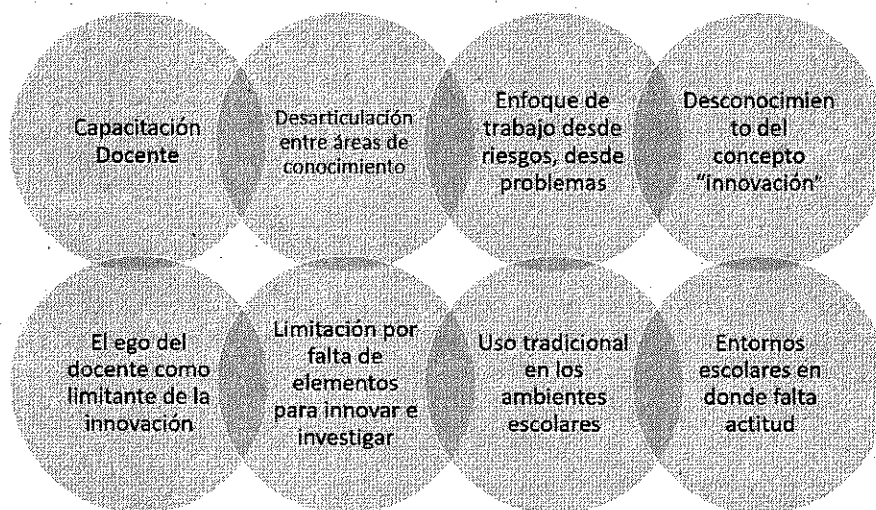 Capacitación
Docente
Desarticulación
entre áreas de
conocimiento
Enfoque de
trabajo desde
riesgos, desde
problemas
Desconocimien
to del
concepto
"innovación"
El ego del
docente como
limitante de la
innovación
Limitación por
falta de
elementos
para innovar e
investigar
Uso tradicional
en los
ambientes
escolares
Entornos
escolares en
donde falta
actitud